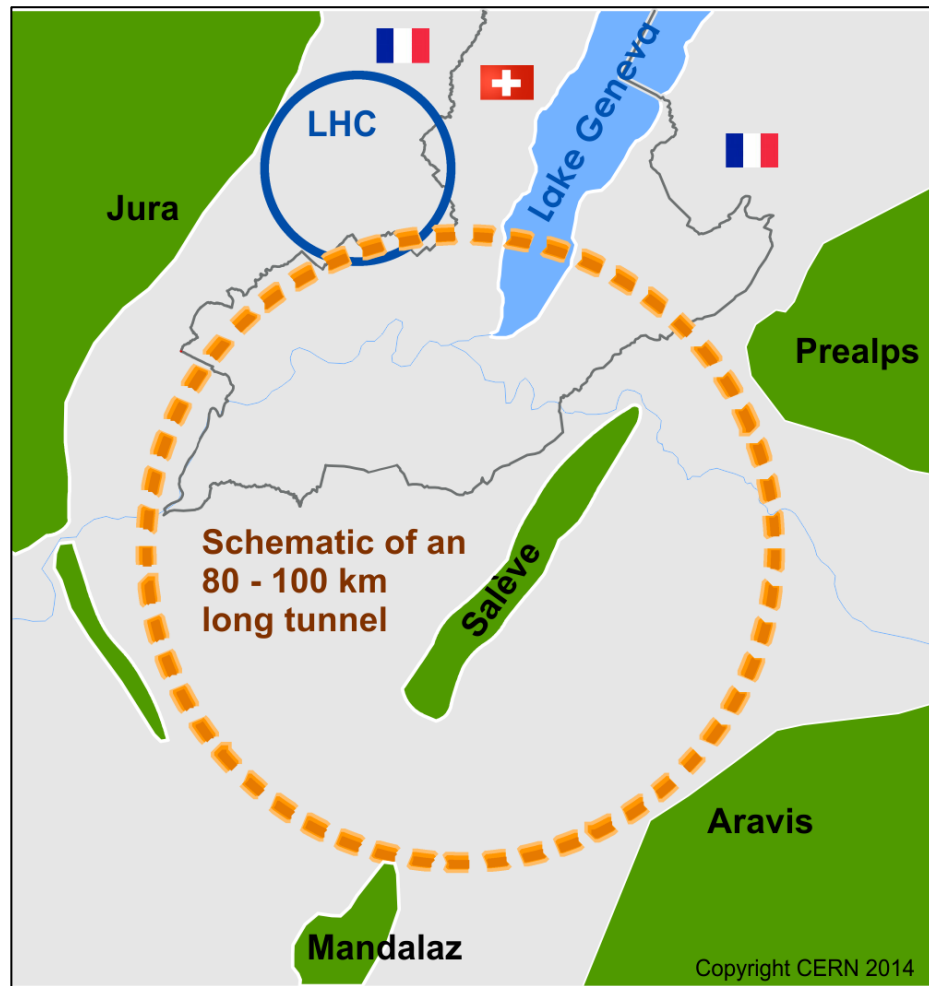 LHC
Lake Geneva
Jura
Prealps
Schematic of an
80 - 100 km
long tunnel
Salève
Aravis
Mandalaz
Copyright CERN 2014